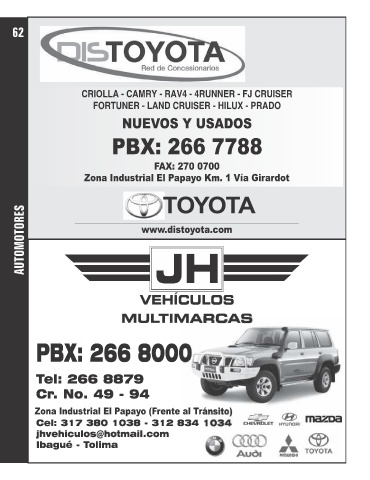 62
AUTOMOTORES
DISTOYOTA
Red de Concesionarios
CRIOLLA - CAMRY - RAV4 - 4RUNNER - FJ CRUISER
FORTUNER - LAND CRUISER - HILUX - PRADO
NUEVOS Y USADOS
PBX: 266 7788
FAX: 270 0700
Zona Industrial El Papayo Km. 1 Vía Girardot
TOYOTA
www.distoyota.com
JH
VEHÍCULOS
MULTIMARCAS
PBX: 266 8000
Tel: 266 8879
Cr. No. 49 - 94
Zona Industrial El Papayo (Frente al Tránsito)
Cel: 317 380 1038 - 312 834 1034
jhvehiculos@hotmail.com
Ibagué - Tolima
CHEVROLET
HYUNDAI
mazda
Audi
MITSUBISHI
TOYOTA